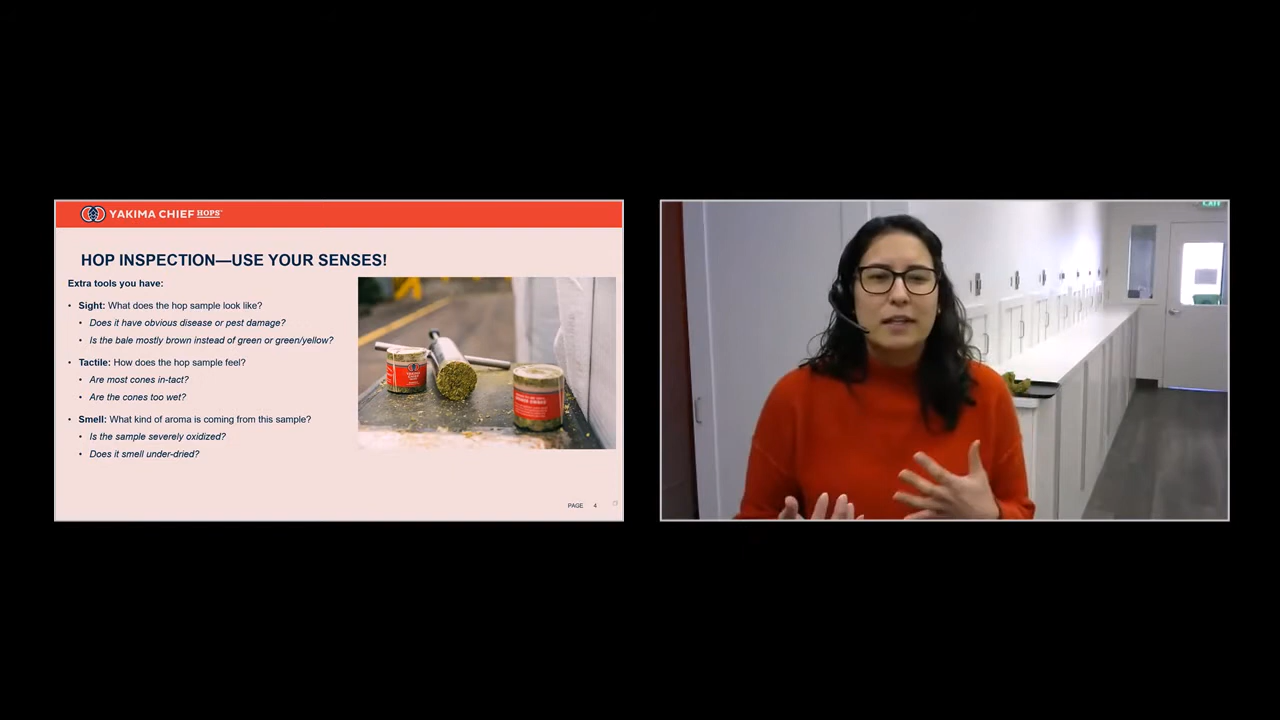 YAKIMA CHIEF HOPS
HOP INSPECTION—USE YOUR SENSES!
Extra tools you have:
• Sight: What does the hop sample look like?
• Does it have obvious disease or pest damage?
• Is the bale mostly brown instead of green or green/yellow?
• Tactile: How does the hop sample feel?
• Are most cones in-tact?
• Are the cones too wet?
• Smell: What kind of aroma is coming from this sample?
• Is the sample severely oxidized?
• Does it smell under-dried?
PAGE 4
EXIT